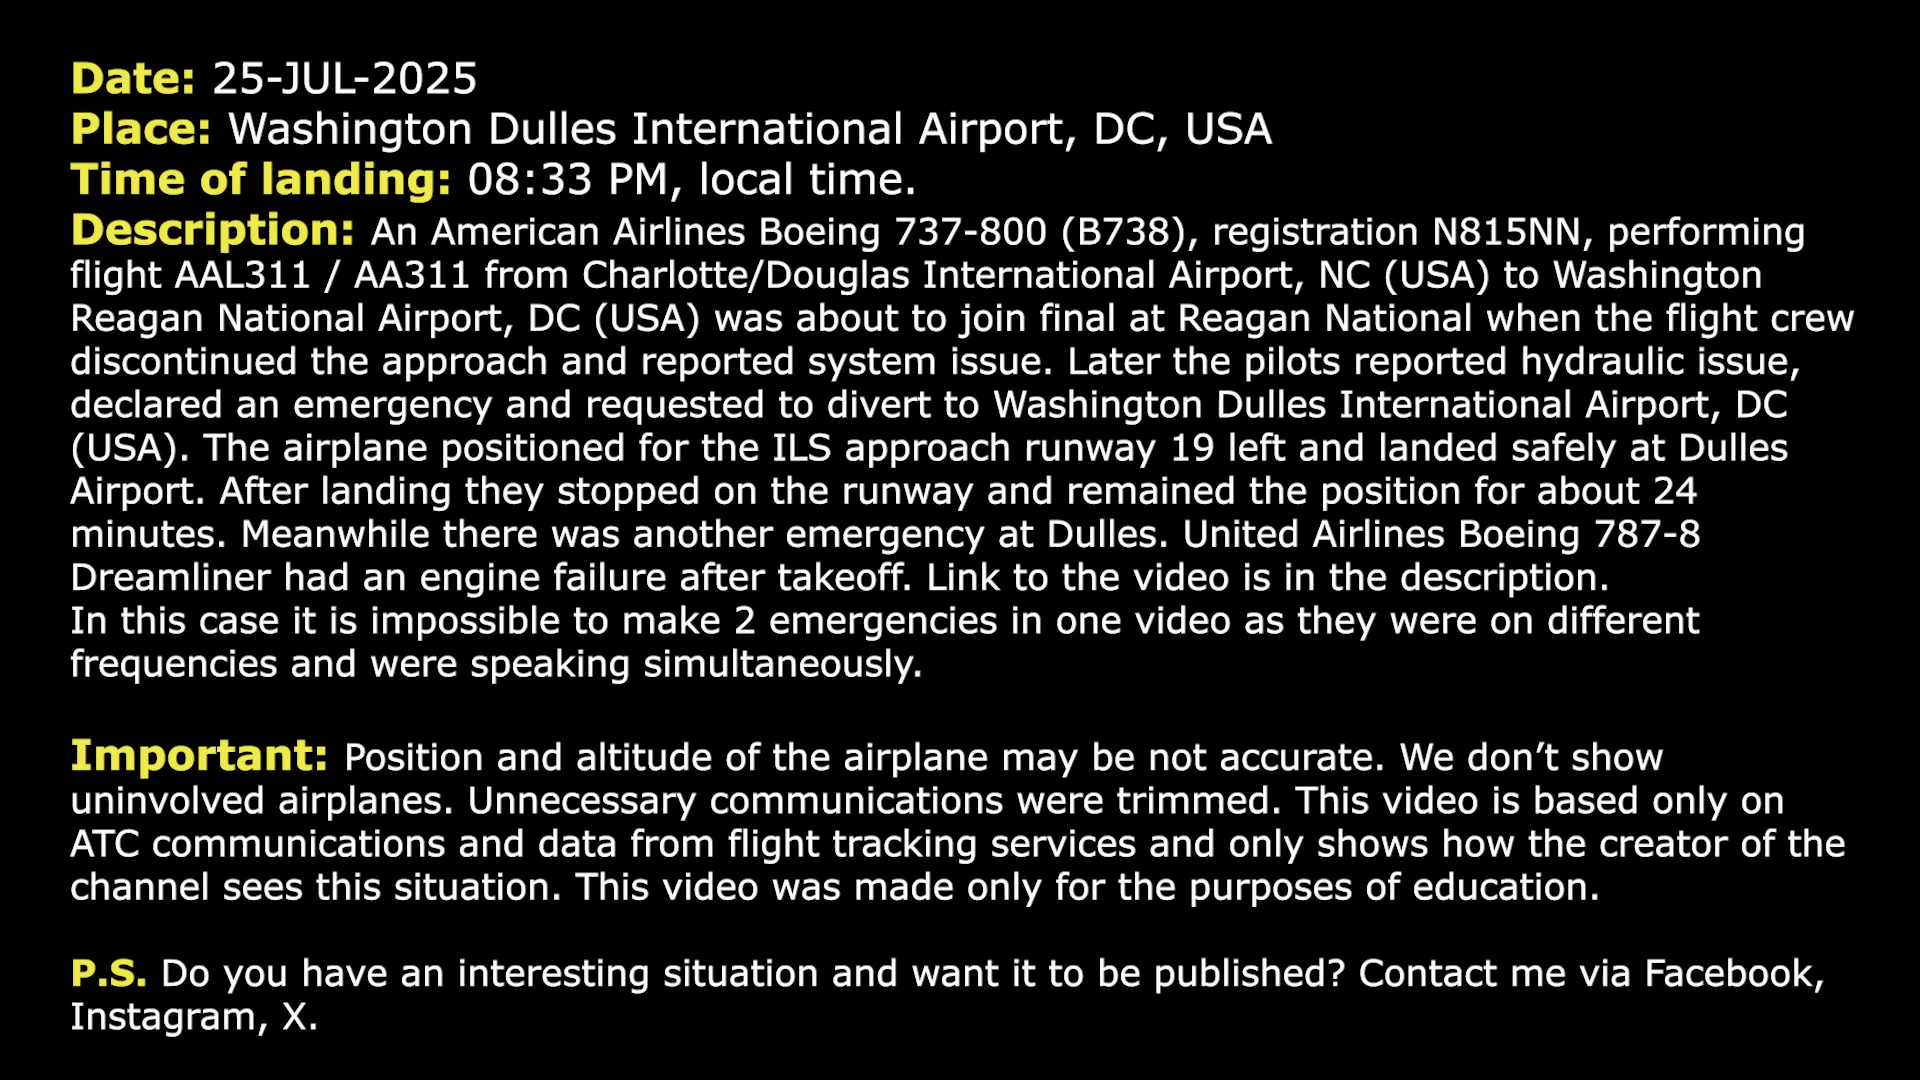 Date: 25-JUL-2025
Place: Washington Dulles International Airport, DC, USA
Time of landing: 08:33 PM, local time.
Description: An American Airlines Boeing 737-800 (B738), registration N815NN, performing
flight AAL311 / AA311 from Charlotte/Douglas International Airport, NC (USA) to Washington
Reagan National Airport, DC (USA) was about to join final at Reagan National when the flight crew
discontinued the approach and reported system issue. Later the pilots reported hydraulic issue,
declared an emergency and requested to divert to Washington Dulles International Airport, DC
(USA). The airplane positioned for the ILS approach runway 19 left and landed safely at Dulles
Airport. After landing they stopped on the runway and remained the position for about 24
minutes. Meanwhile there was another emergency at Dulles. United Airlines Boeing 787-8
Dreamliner had an engine failure after takeoff. Link to the video is in the description.
In this case it is impossible to make 2 emergencies in one video as they were on different
frequencies and were speaking simultaneously.
Important: Position and altitude of the airplane may be not accurate. We don’t show
uninvolved airplanes. Unnecessary communications were trimmed. This video is based only on
ATC communications and data from flight tracking services and only shows how the creator of the
channel sees this situation. This video was made only for the purposes of education.
P.S. Do you have an interesting situation and want it to be published? Contact me via Facebook,
Instagram, X.